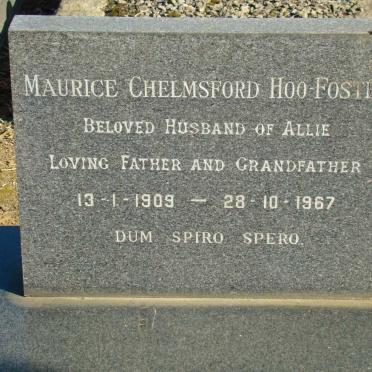 MAURICE CHELMSFORD HOO-FOSTE
BELOVED HUSBAND OF ALLIE
LOVING FATHER AND GRANDFATHER
13-1-1909 — 28-10-1967
DUM SPIRO SPERO.